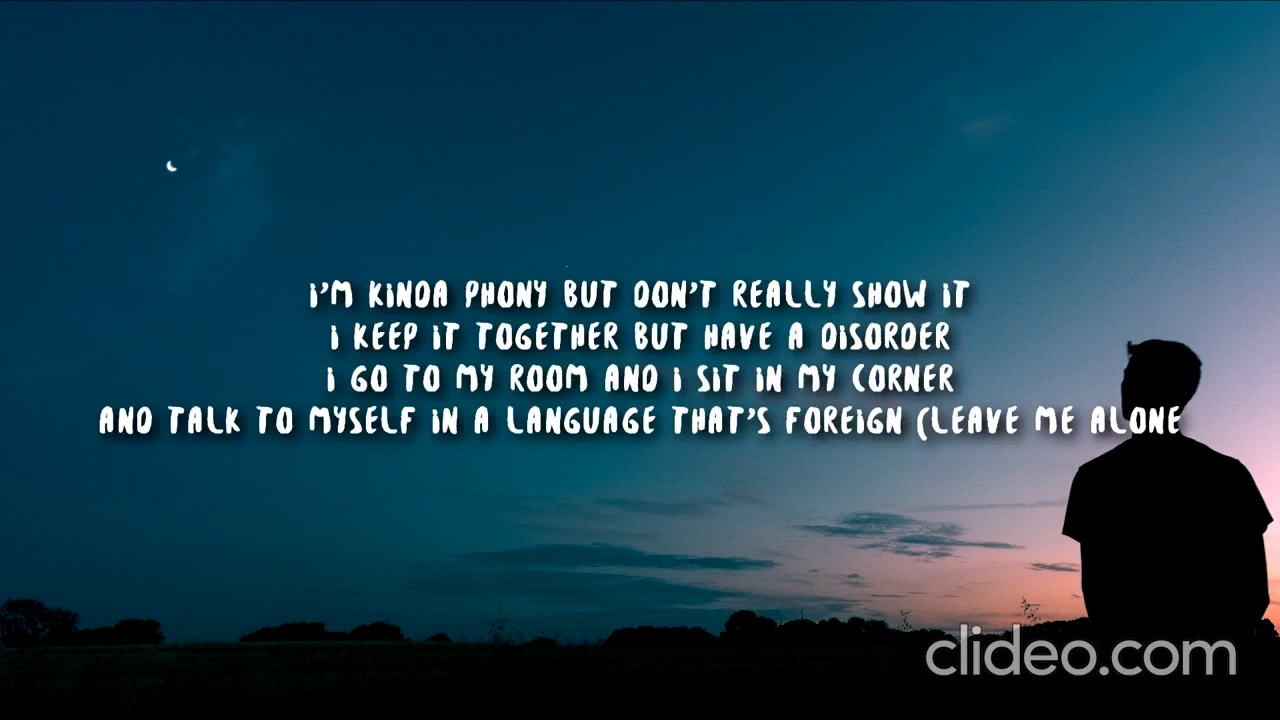 I'M KINDA PHONY BUT DON'T REALLY SHOW IT
I KEEP IT TOGETHER BUT HAVE A DISORDER
I GO TO MY ROOM AND I SIT IN MY CORNER
AND TALK TO MYSELF IN A LANGUAGE THAT'S FOREIGN (LEAVE ME ALONE
clideo.com